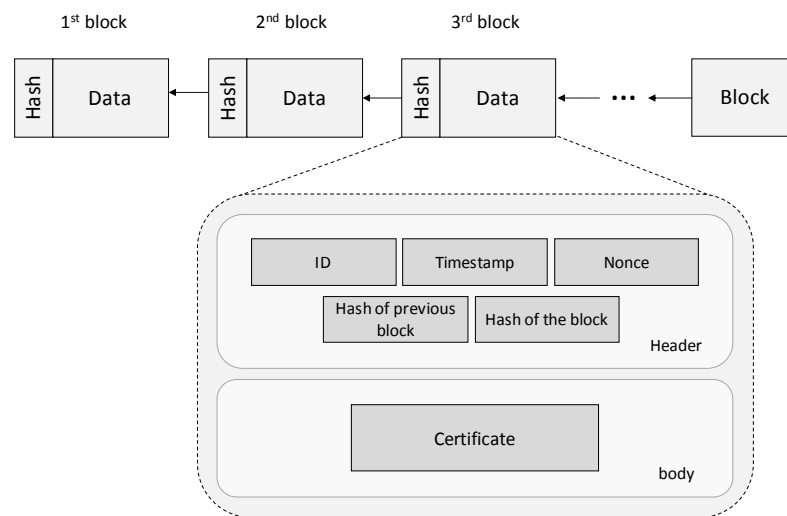 1st block
2nd block
3rd block
Hash
Data
Hash
Data
Hash
Data
...
Block
ID
Timestamp
Nonce
Hash of previous
block
Hash of the block
Header
Certificate
body